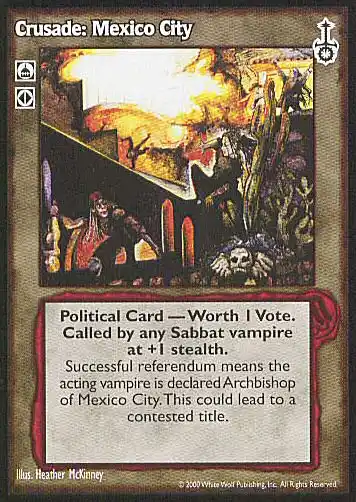 Crusade: Mexico City
Political Card — Worth 1 Vote.
Called by any Sabbat vampire
at +1 stealth.
Successful referendum means the
acting vampire is declared Archbishop
of Mexico City. This could lead to a
contested title.
Illus. Heather McKinney
© 2000 White Wolf Publishing, Inc. All Rights Reserved.